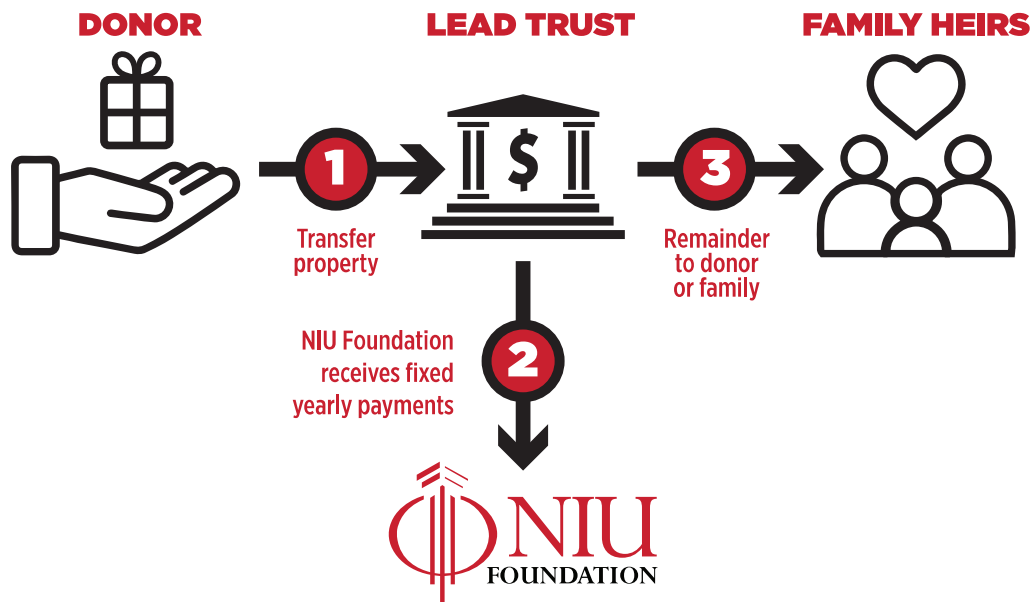 DONOR
LEAD TRUST
FAMILY HEIRS
$
1
Transfer
property
3
Remainder
to donor
or family
2
NIU Foundation
receives fixed
yearly payments
NIU
FOUNDATION